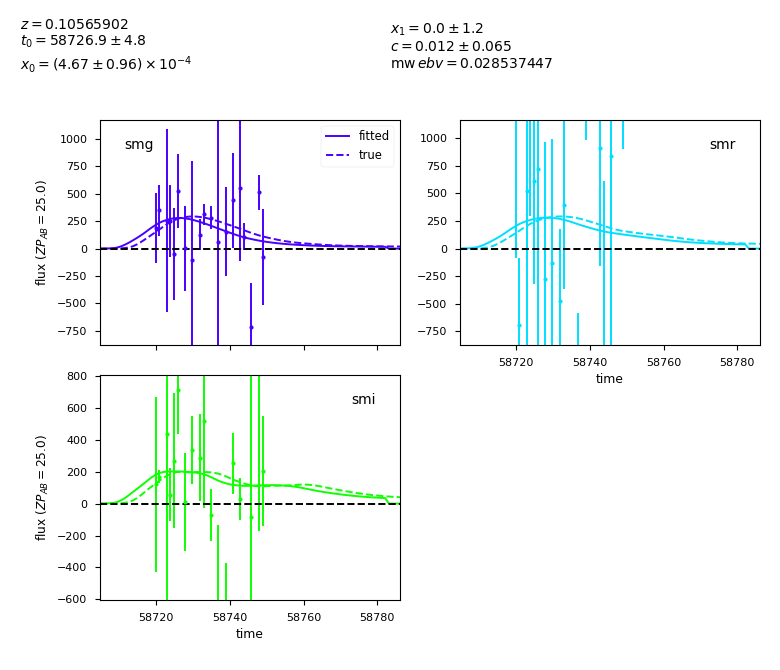 z = 0.10565902
t₀ = 58726.9 ± 4.8
x₀ = (4.67 ± 0.96) × 10⁻⁴
x₁ = 0.0 ± 1.2
c = 0.012 ± 0.065
mw ebv = 0.028537447
smg
fitted
true
1000
750
500
250
0
−250
−500
−750
flux (ZP_AB = 25.0)
smr
1000
750
500
250
0
−250
−500
−750
58720
58740
58760
58780
time
smi
800
600
400
200
0
−200
−400
−600
flux (ZP_AB = 25.0)
58720
58740
58760
58780
time